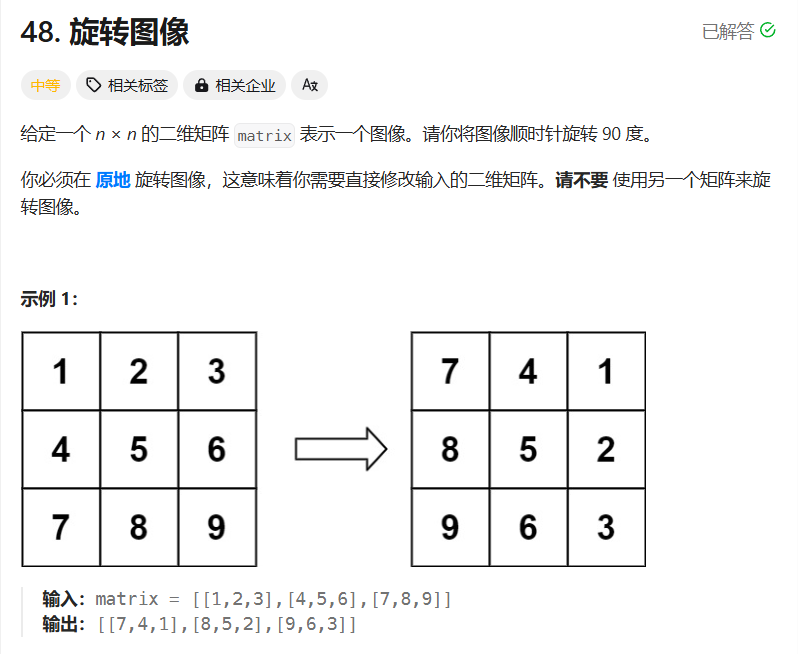 48. 旋转图像
已解答
中等 相关标签 相关企业
给定一个 n × n 的二维矩阵 matrix 表示一个图像。请你将图像顺时针旋转 90 度。
你必须在 原地 旋转图像，这意味着你需要直接修改输入的二维矩阵。请不要 使用另一个矩阵来旋
转图像。
示例 1：
1 2 3 7 4 1
4 5 6 8 5 2
7 8 9 9 6 3
输入：matrix = [[1,2,3],[4,5,6],[7,8,9]]
输出：[[7,4,1],[8,5,2],[9,6,3]]